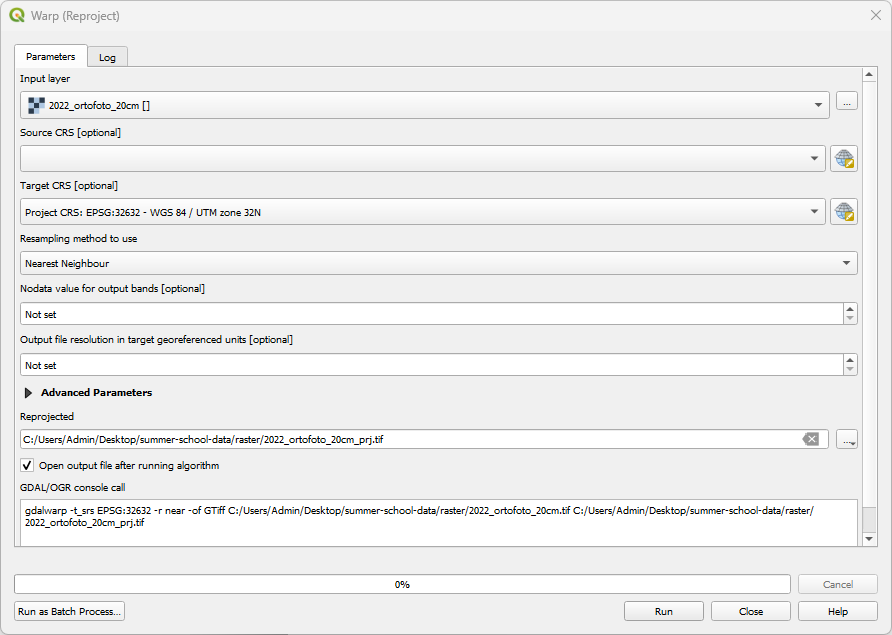 Warp (Reproject)
Parameters
Log
Input layer
2022_ortofoto_20cm []
...
Source CRS [optional]
Target CRS [optional]
Project CRS: EPSG:32632 - WGS 84 / UTM zone 32N
Resampling method to use
Nearest Neighbour
Nodata value for output bands [optional]
Not set
Output file resolution in target georeferenced units [optional]
Not set
Advanced Parameters
Reprojected
C:/Users/Admin/Desktop/summer-school-data/raster/2022_ortofoto_20cm_prj.tif
...
Open output file after running algorithm
GDAL/OGR console call
gdalwarp -t_srs EPSG:32632 -r near -of GTiff C:/Users/Admin/Desktop/summer-school-data/raster/2022_ortofoto_20cm.tif C:/Users/Admin/Desktop/summer-school-data/raster/
2022_ortofoto_20cm_prj.tif
0%
Cancel
Run as Batch Process...
Run
Close
Help